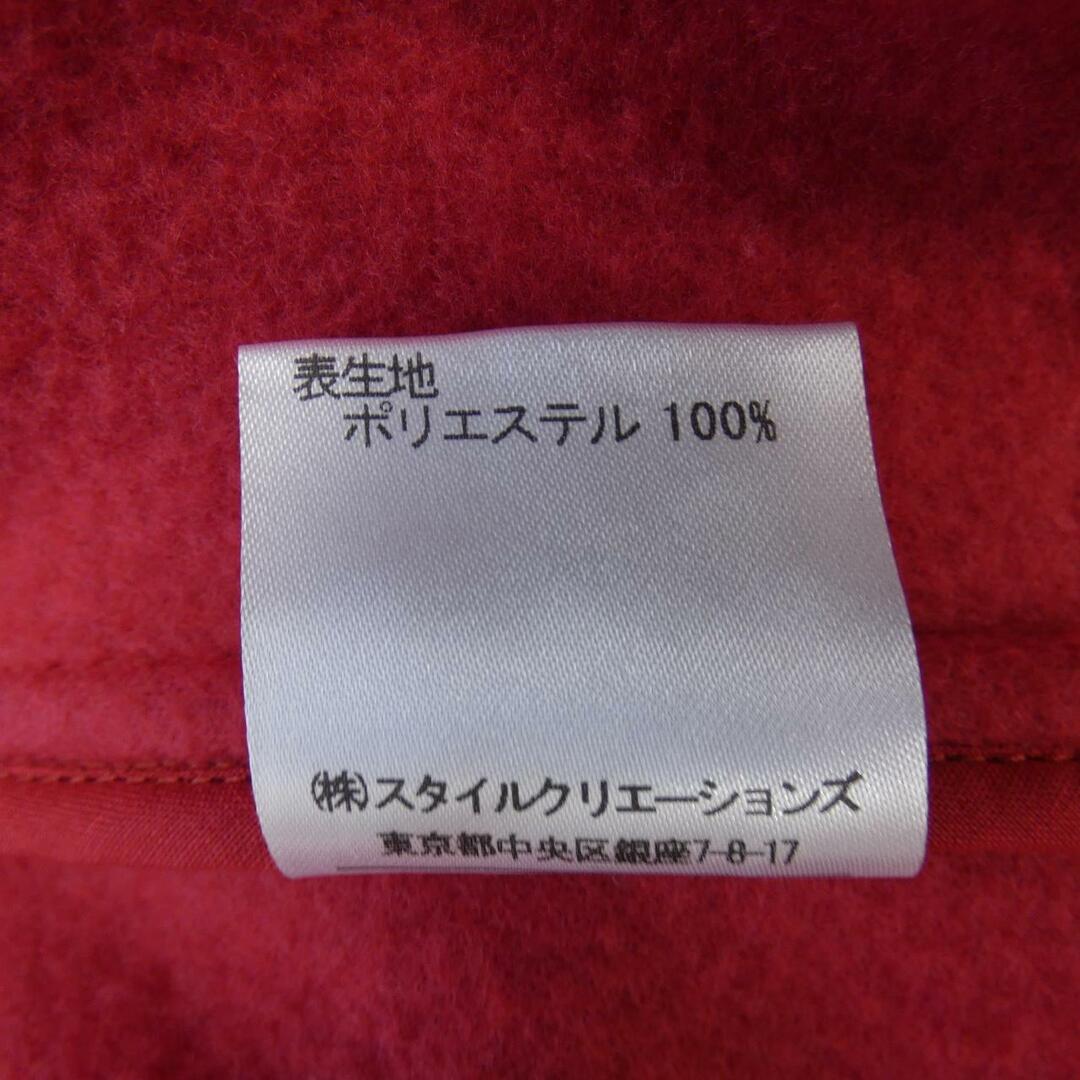 表生地
ポリエステル 100%
(株)スタイルクリエーションズ
東京都中央区銀座7-8-17